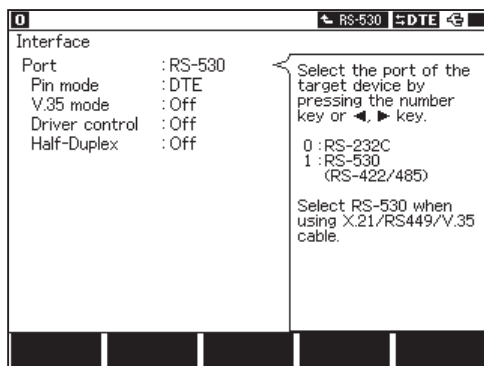 0 RS-530 DTE
Interface
Port :RS-530
Pin mode :DTE
V.35 mode :Off
Driver control :Off
Half-Duplex :Off
Select the port of the
target device by
pressing the number
key or ◀, ▶ key.
0 :RS-232C
1 :RS-530
(RS-422/485)
Select RS-530 when
using X.21/RS449/V.35
cable.